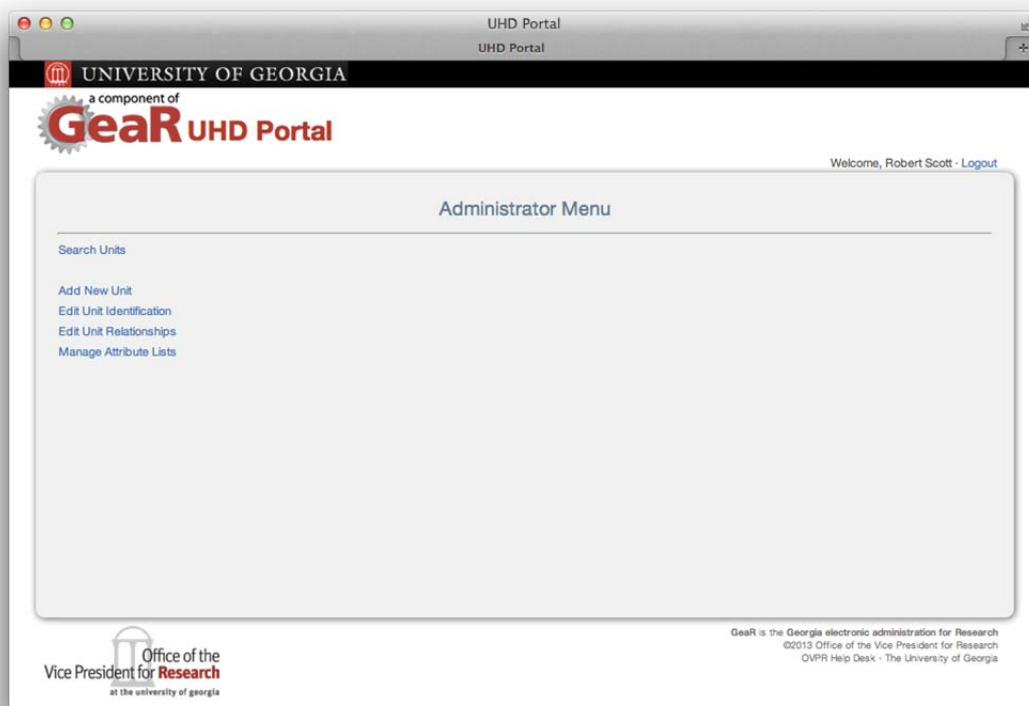 UHD Portal
UHD Portal
UNIVERSITY OF GEORGIA
a component of
GeaR UHD Portal
Welcome, Robert Scott · Logout
Administrator Menu
Search Units
Add New Unit
Edit Unit Identification
Edit Unit Relationships
Manage Attribute Lists
Office of the
Vice President for Research
at the university of georgia
GeaR is the Georgia electronic administration for Research
©2013 Office of the Vice President for Research
OVPR Help Desk · The University of Georgia